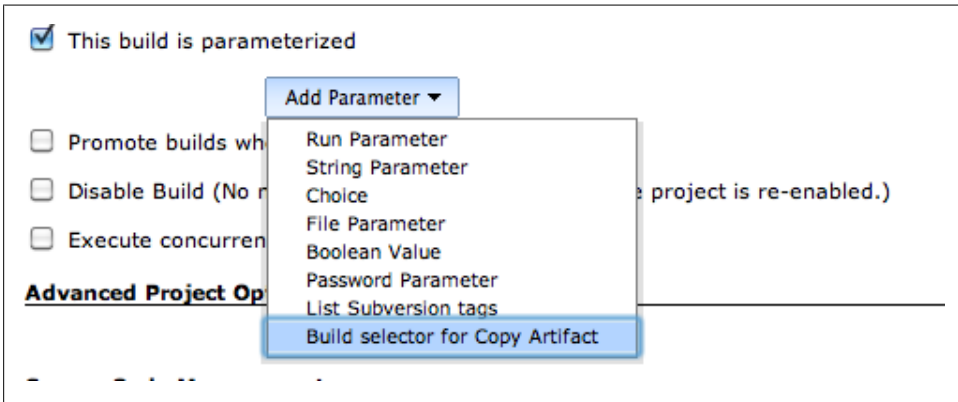 This build is parameterized
Add Parameter
Promote builds wh
Run Parameter
String Parameter
Disable Build (No
Choice
e project is re-enabled.)
File Parameter
Execute concurren
Boolean Value
Password Parameter
Advanced Project Op
List Subversion tags
Build selector for Copy Artifact